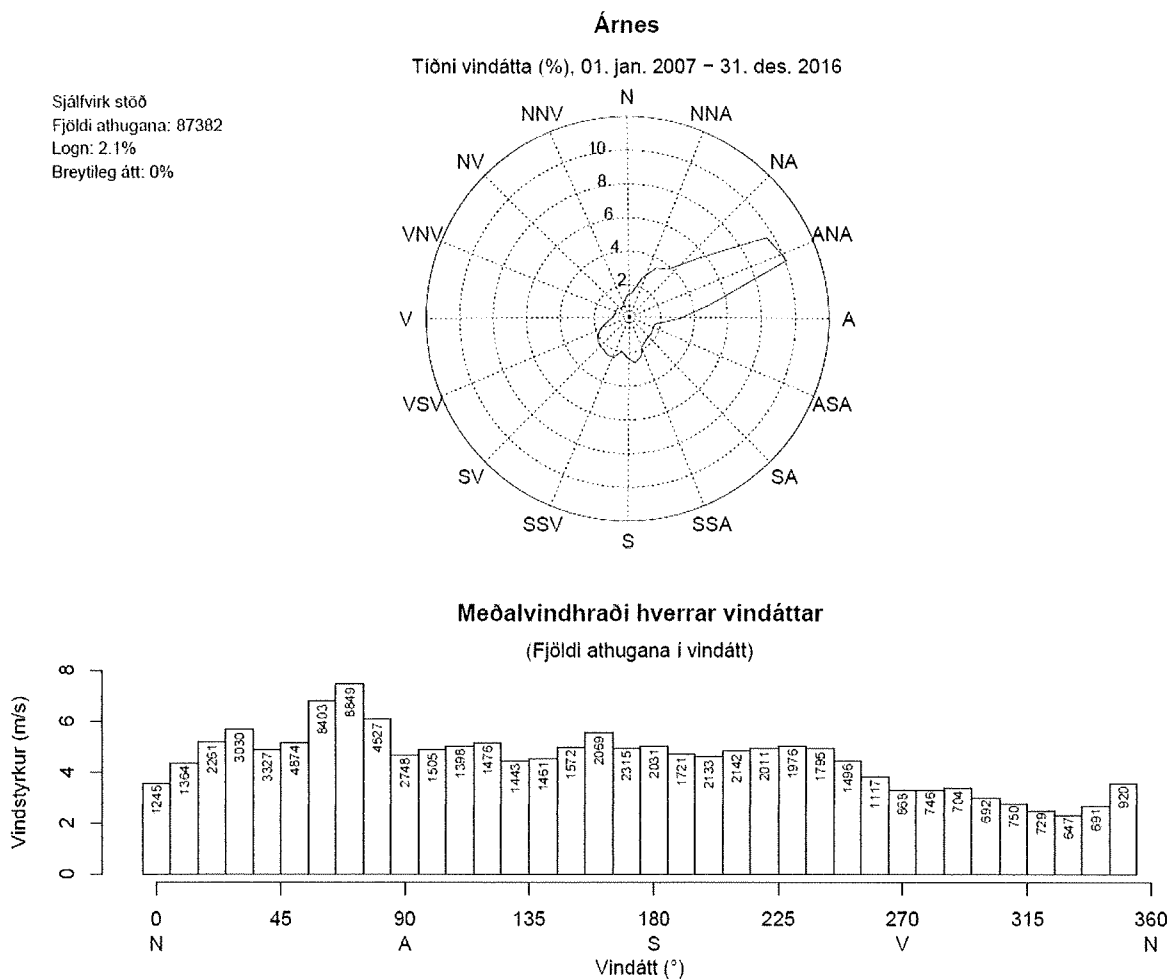 Árnes
Tíðni vindátta (%), 01. jan. 2007 − 31. des. 2016
Sjálfvirk stöð
Fjöldi athugana: 87382
Logn: 2.1%
Breytileg átt: 0%
N
NNA
NA
ANA
A
ASA
SA
SSA
S
SSV
SV
VSV
V
VNV
NV
NNV
10
8
6
4
2
Meðalvindhraði hverrar vindáttar
(Fjöldi athugana í vindátt)
Vindstyrkur (m/s)
8
6
4
2
0
1245 1364 2261 3030 3327 4874 8403 8849 4527 2748 1505 1398 1476 1443 1461 1572 2069 2315 2031 1721 2133 2142 2011 1976 1795 1496 1117 868 746 704 692 750 729 647 691 920
0 45 90 135 180 225 270 315 360
N A S V N
Vindátt (°)